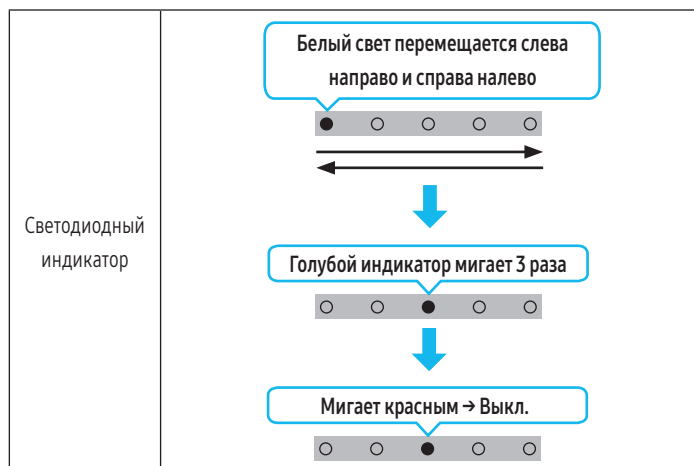 Белый свет перемещается слева
направо и справа налево
Светодиодный
индикатор
Голубой индикатор мигает 3 раза
Мигает красным → Выкл.